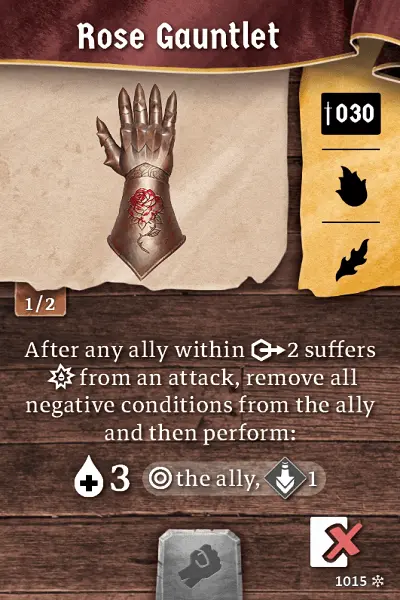 Rose Gauntlet
030
1/2
After any ally within 2 suffers
from an attack, remove all
negative conditions from the ally
and then perform:
3 the ally, 1
1015